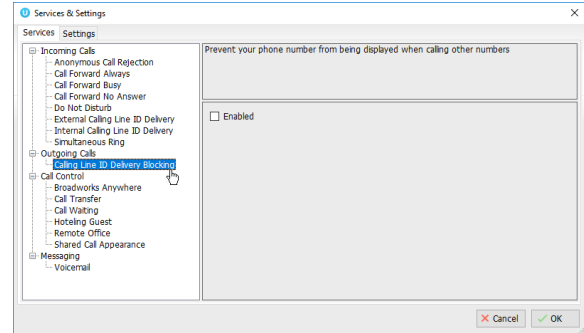 Services & Settings
Services Settings
Incoming Calls
Anonymous Call Rejection
Call Forward Always
Call Forward Busy
Call Forward No Answer
Do Not Disturb
External Calling Line ID Delivery
Internal Calling Line ID Delivery
Simultaneous Ring
Outgoing Calls
Calling Line ID Delivery Blocking
Call Control
Broadworks Anywhere
Call Transfer
Call Waiting
Hoteling Guest
Remote Office
Shared Call Appearance
Messaging
Voicemail
Prevent your phone number from being displayed when calling other numbers
Enabled
Cancel OK